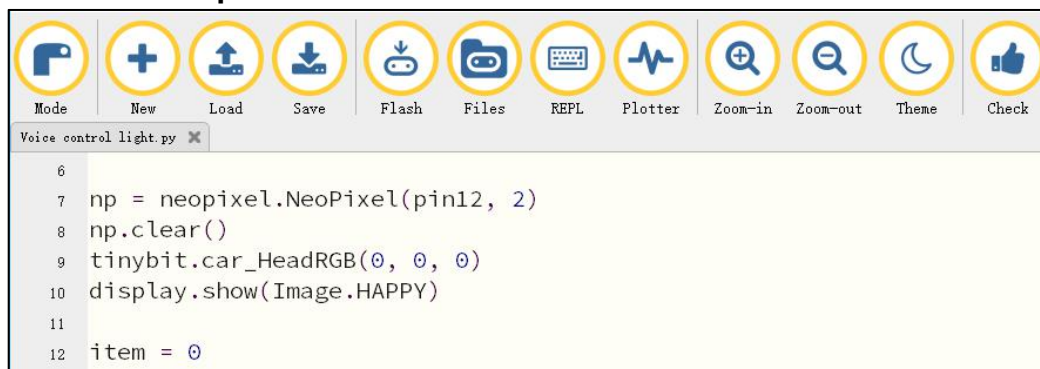 Mode New Load Save Flash Files REPL Plotter Zoom-in Zoom-out Theme Check
Voice control light.py
6
7 np = neopixel.NeoPixel(pin12, 2)
8 np.clear()
9 tinybit.car_HeadRGB(0, 0, 0)
10 display.show(Image.HAPPY)
11
12 item = 0